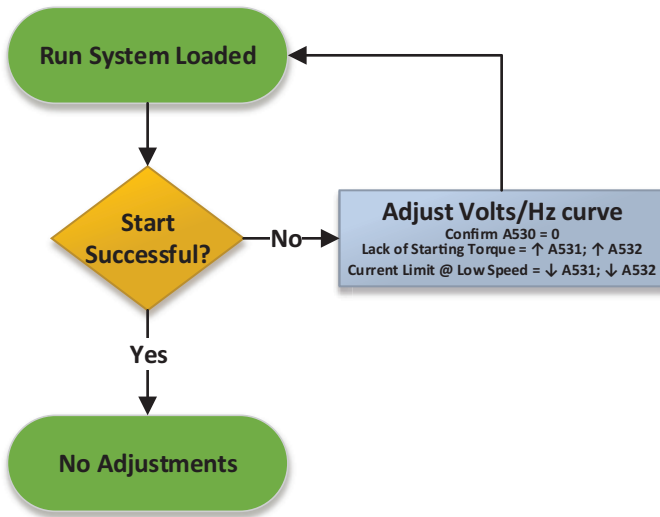 Run System Loaded
Start
Successful?
No
Adjust Volts/Hz curve
Confirm A530 = 0
Lack of Starting Torque = ↑ A531; ↑ A532
Current Limit @ Low Speed = ↓ A531; ↓ A532
Yes
No Adjustments